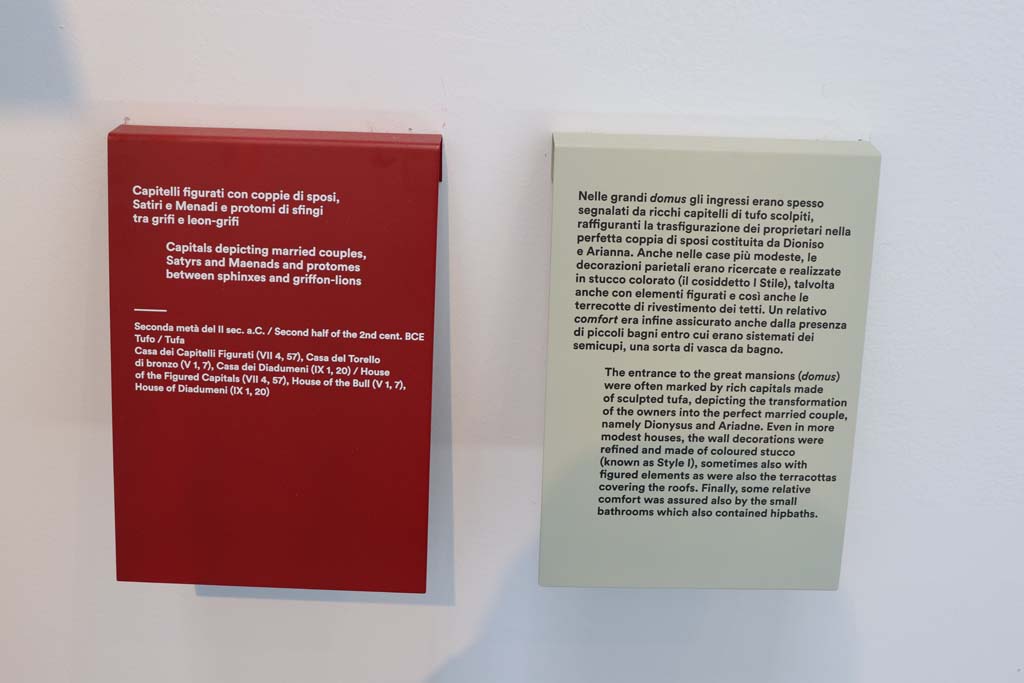 Capitelli figurati con coppie di sposi,
Satiri e Menadi e protomi di sfingi
tra grifi e leon-grifi
Capitals depicting married couples,
Satyrs and Maenads and protomes
between sphinxes and griffon-lions
Seconda metà del II sec. a.C. / Second half of the 2nd cent. BCE
Tufo / Tufa
Casa dei Capitelli Figurati (VII 4, 57), Casa del Torello
di bronzo (V 1, 7), Casa dei Diadumeni (IX 1, 20) / House
of the Figured Capitals (VII 4, 57), House of the Bull (V 1, 7),
House of Diadumeni (IX 1, 20)
Nelle grandi domus gli ingressi erano spesso
segnalati da ricchi capitelli di tufo scolpiti,
raffiguranti la trasfigurazione dei proprietari nella
perfetta coppia di sposi costituita da Dioniso
e Arianna. Anche nelle case più modeste, le
decorazioni parietali erano ricercate e realizzate
in stucco colorato (il cosiddetto I Stile), talvolta
anche con elementi figurati e così anche le
terrecotte di rivestimento dei tetti. Un relativo
comfort era infine assicurato anche dalla presenza
di piccoli bagni entro cui erano sistemati dei
semicupi, una sorta di vasca da bagno.
The entrance to the great mansions (domus)
were often marked by rich capitals made
of sculpted tufa, depicting the transformation
of the owners into the perfect married couple,
namely Dionysus and Ariadne. Even in more
modest houses, the wall decorations were
refined and made of coloured stucco
(known as Style I), sometimes also with
figured elements as were also the terracottas
covering the roofs. Finally, some relative
comfort was assured also by the small
bathrooms which also contained hipbaths.